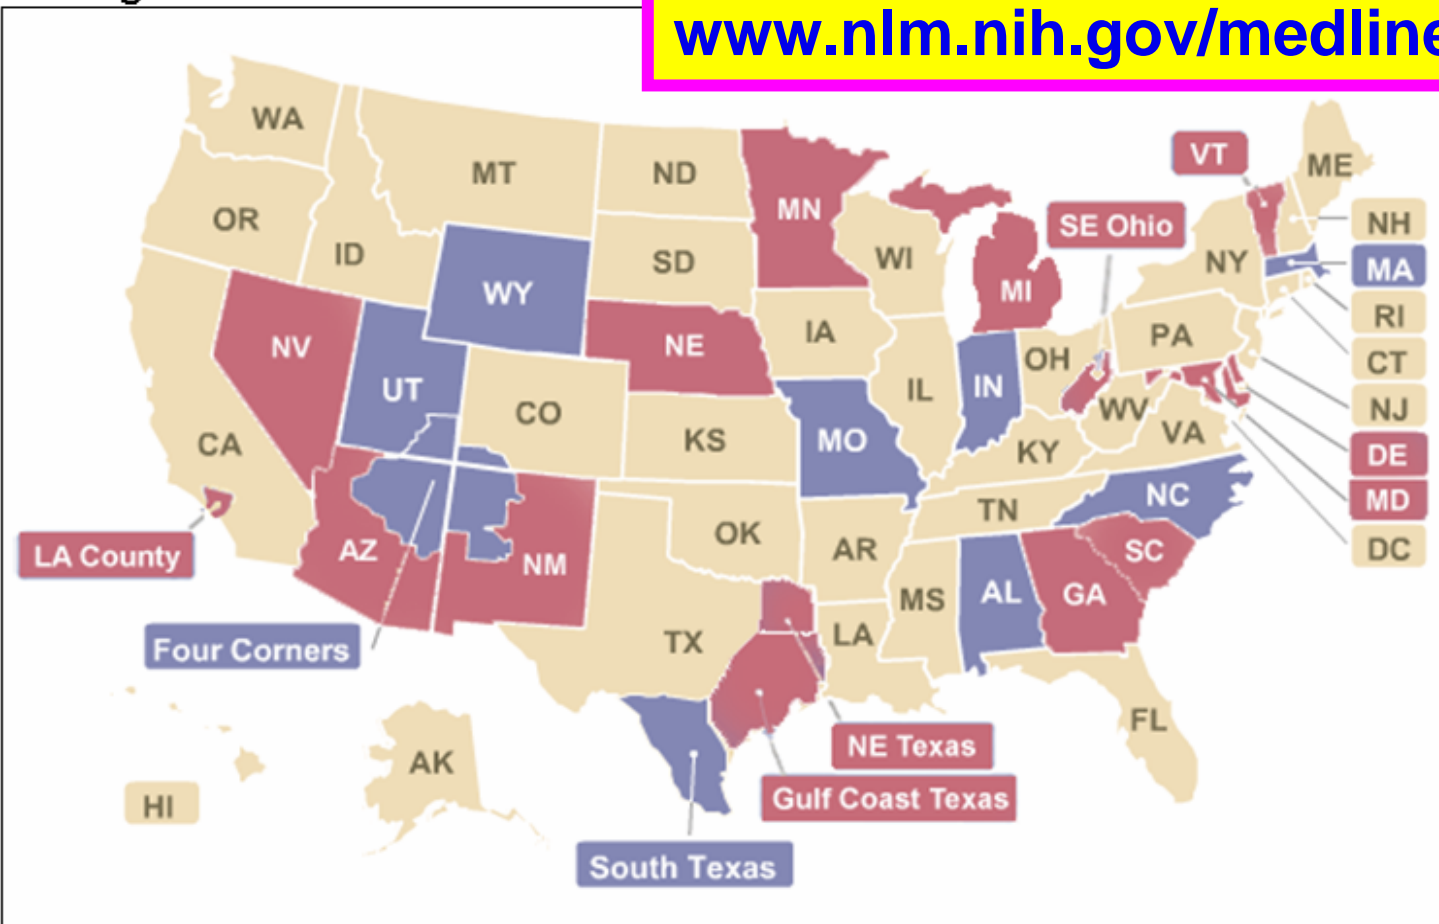 www.nlm.nih.gov/medline
WA
MT
ND
MN
VT
ME
OR
ID
SD
WI
SE Ohio
NY
NH
MA
WY
MI
RI
NV
NE
IA
PA
CT
UT
CO
IL
IN
OH
WV
NJ
CA
KS
MO
KY
VA
DE
NC
MD
LA County
AZ
NM
OK
AR
TN
SC
DC
MS
AL
GA
Four Corners
TX
LA
FL
HI
AK
NE Texas
Gulf Coast Texas
South Texas